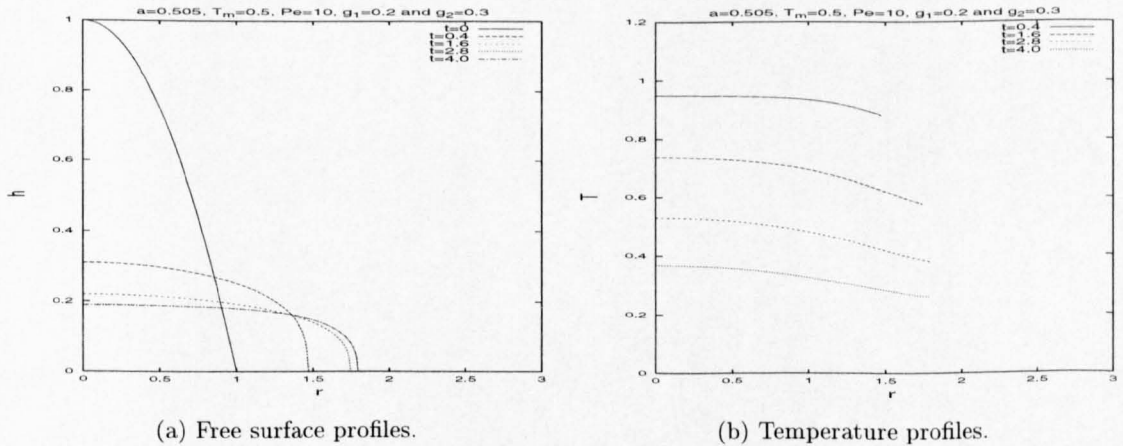 a=0.505, T_m=0.5, Pe=10, g_1=0.2 and g_2=0.3
t=0
t=0.4
t=1.6
t=2.8
t=4.0
1
0.8
0.6
0.4
0.2
0
h
0 0.5 1 1.5 2 2.5 3
r
(a) Free surface profiles.
a=0.505, T_m=0.5, Pe=10, g_1=0.2 and g_2=0.3
t=0.4
t=1.6
t=2.8
t=4.0
1.2
1
0.8
0.6
0.4
0.2
0
T
0 0.5 1 1.5 2 2.5 3
r
(b) Temperature profiles.